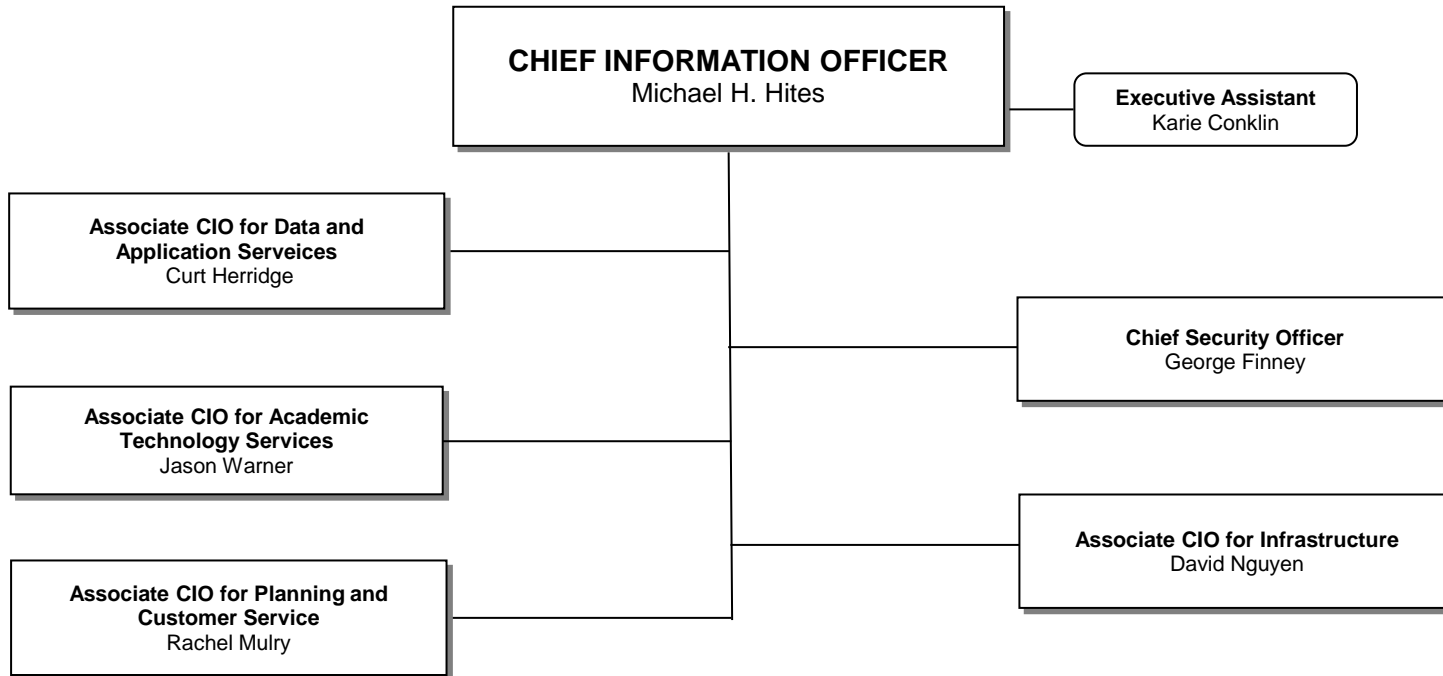 CHIEF INFORMATION OFFICER
Michael H. Hites
Executive Assistant
Karie Conklin
Associate CIO for Data and
Application Serveices
Curt Herridge
Chief Security Officer
George Finney
Associate CIO for Academic
Technology Services
Jason Warner
Associate CIO for Infrastructure
David Nguyen
Associate CIO for Planning and
Customer Service
Rachel Mulry